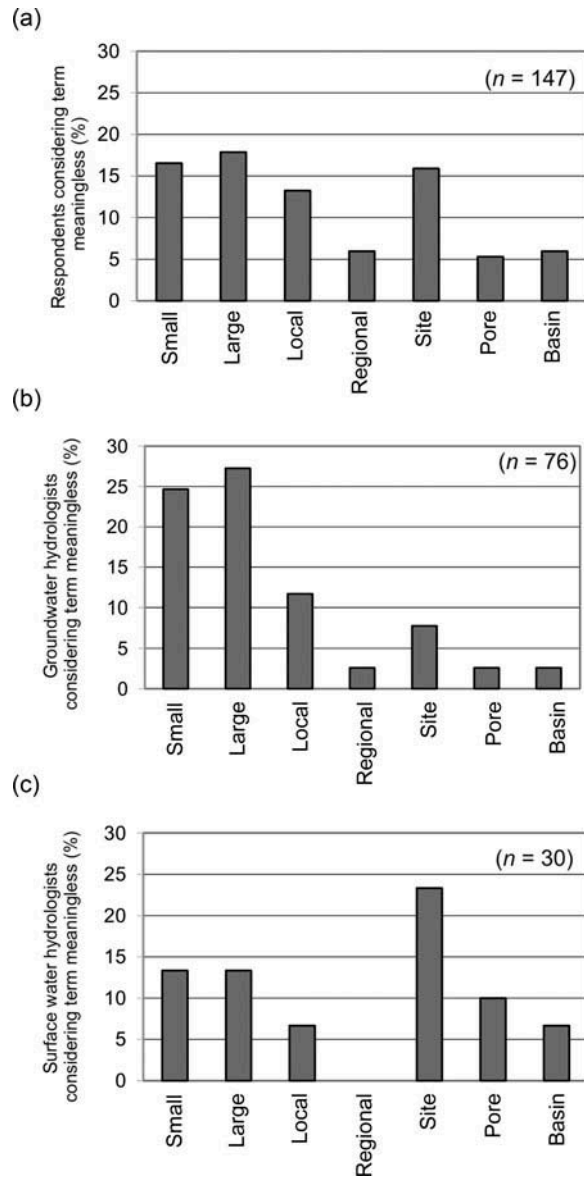 (a)
Respondents considering term
meaningless (%)
30
25
20
15
10
5
0
(n = 147)
Small
Large
Local
Regional
Site
Pore
Basin
(b)
Groundwater hydrologists
considering term meaningless (%)
30
25
20
15
10
5
0
(n = 76)
Small
Large
Local
Regional
Site
Pore
Basin
(c)
Surface water hydrologists
considering term meaningless (%)
30
25
20
15
10
5
0
(n = 30)
Small
Large
Local
Regional
Site
Pore
Basin